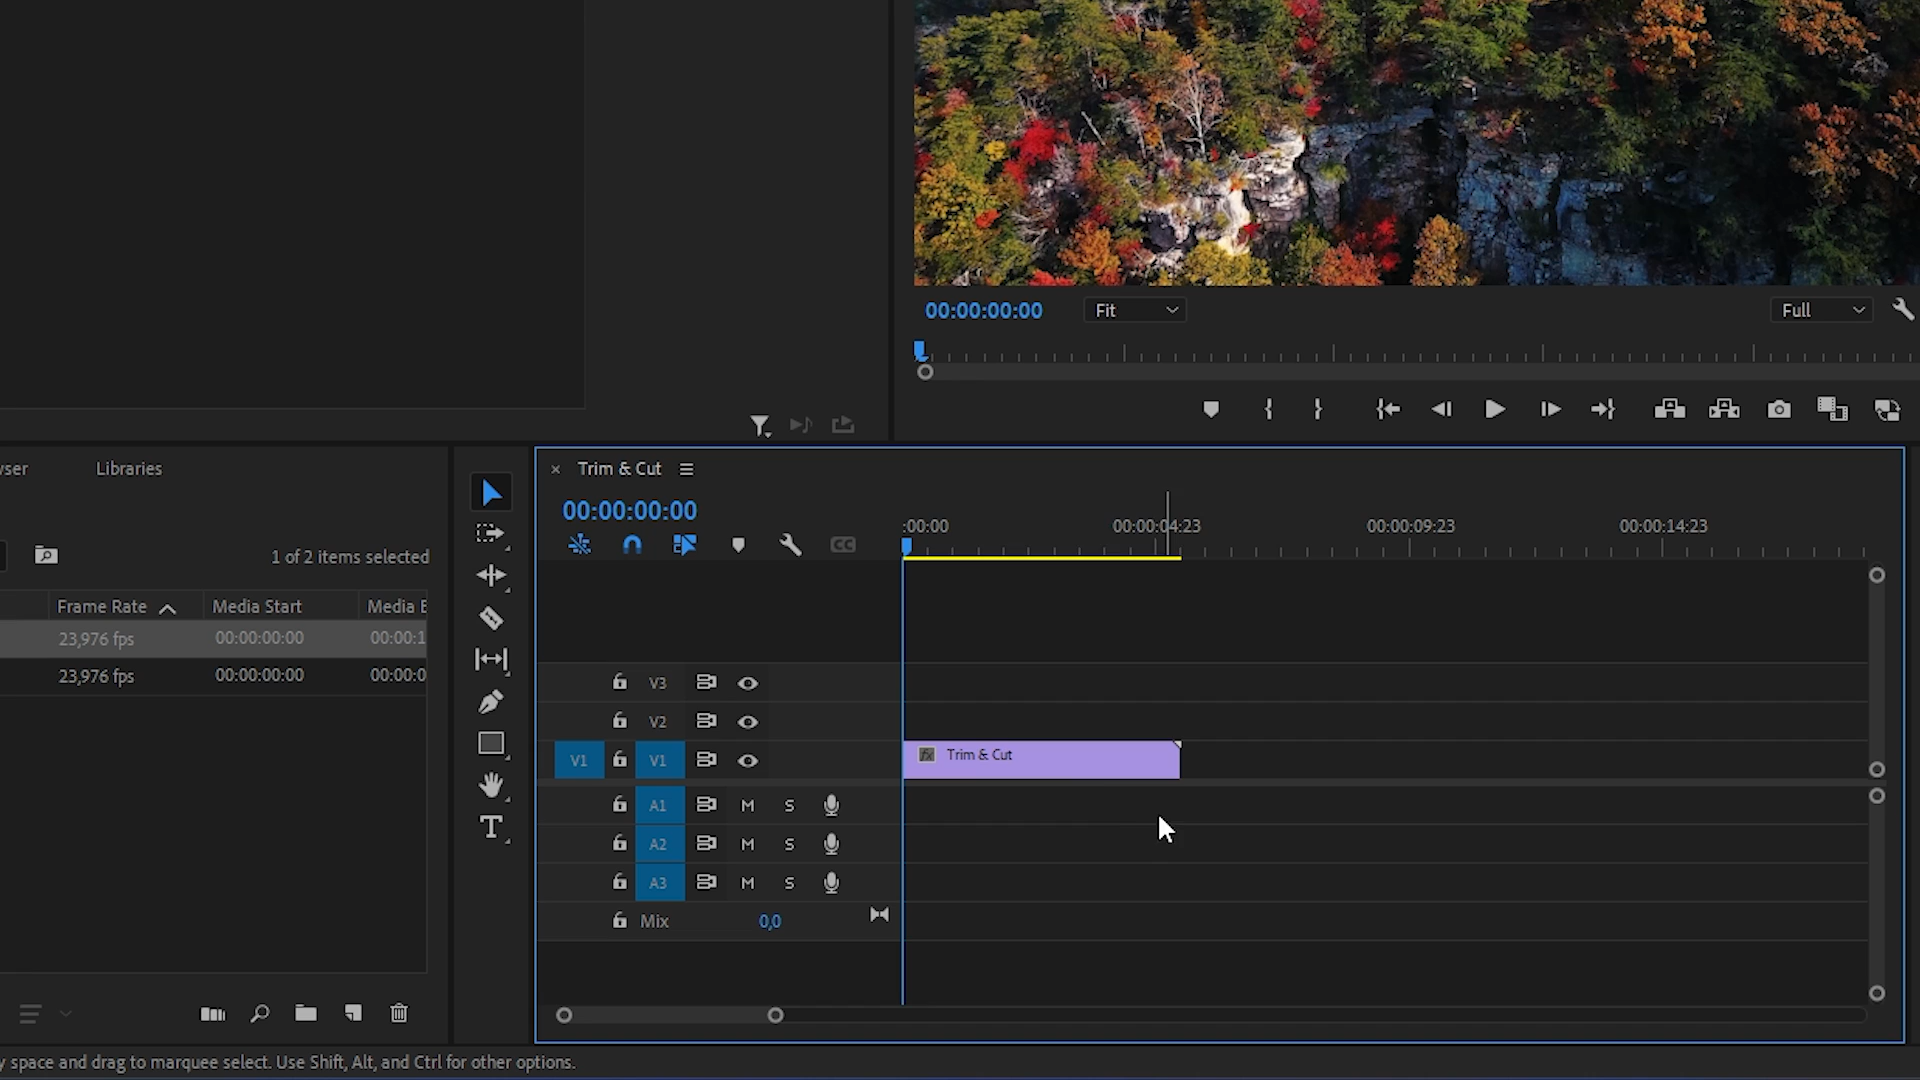 00:00:00:00 Fit Full
ser Libraries
1 of 2 items selected
Frame Rate Media Start Media E
23,976 fps 00:00:00:00 00:00:1
23,976 fps 00:00:00:00 00:00:0
× Trim & Cut
00:00:00:00
:00:00 00:00:04:23 00:00:09:23 00:00:14:23
CC
V3
V2
V1 V1 fx Trim & Cut
A1 M S
A2 M S
A3 M S
Mix 0,0
T
y space and drag to marquee select. Use Shift, Alt, and Ctrl for other options.